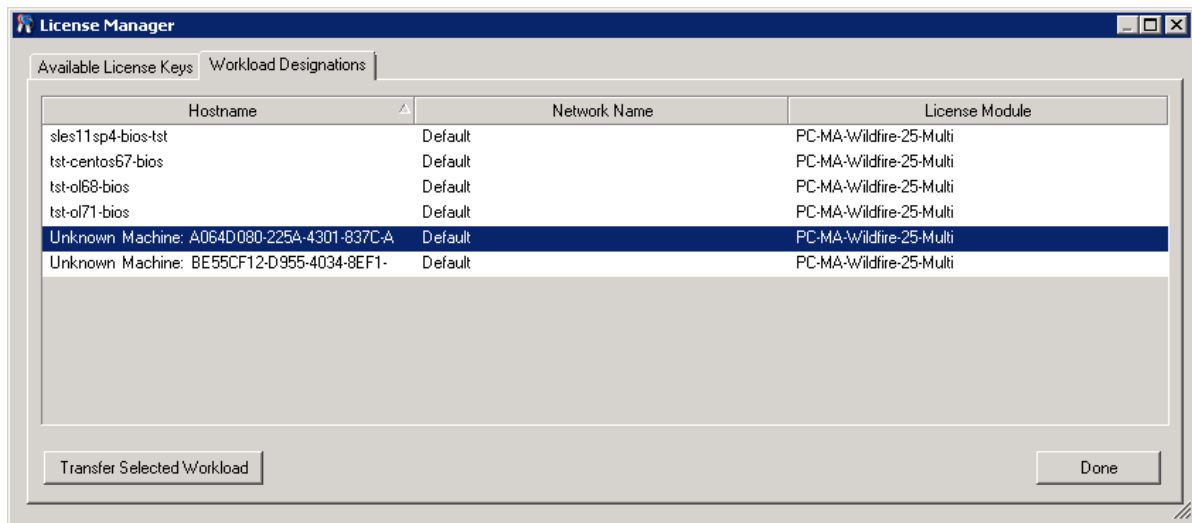 License Manager
Available License Keys Workload Designations
Hostname Network Name License Module
sles11sp4-bios-tst Default PC-MA-Wildfire-25-Multi
tst-centos67-bios Default PC-MA-Wildfire-25-Multi
tst-ol68-bios Default PC-MA-Wildfire-25-Multi
tst-ol71-bios Default PC-MA-Wildfire-25-Multi
Unknown Machine: A064D080-225A-4301-837C-A Default PC-MA-Wildfire-25-Multi
Unknown Machine: BE55CF12-D955-4034-8EF1- Default PC-MA-Wildfire-25-Multi
Transfer Selected Workload Done